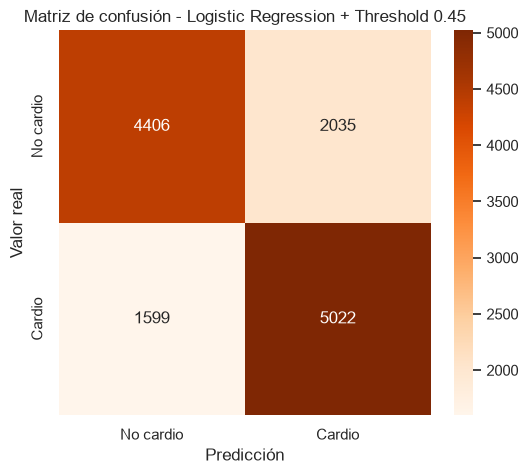 Matriz de confusión - Logistic Regression + Threshold 0.45
No cardio
Cardio
Valor real
4406
2035
1599
5022
No cardio
Cardio
Predicción
5000
4500
4000
3500
3000
2500
2000